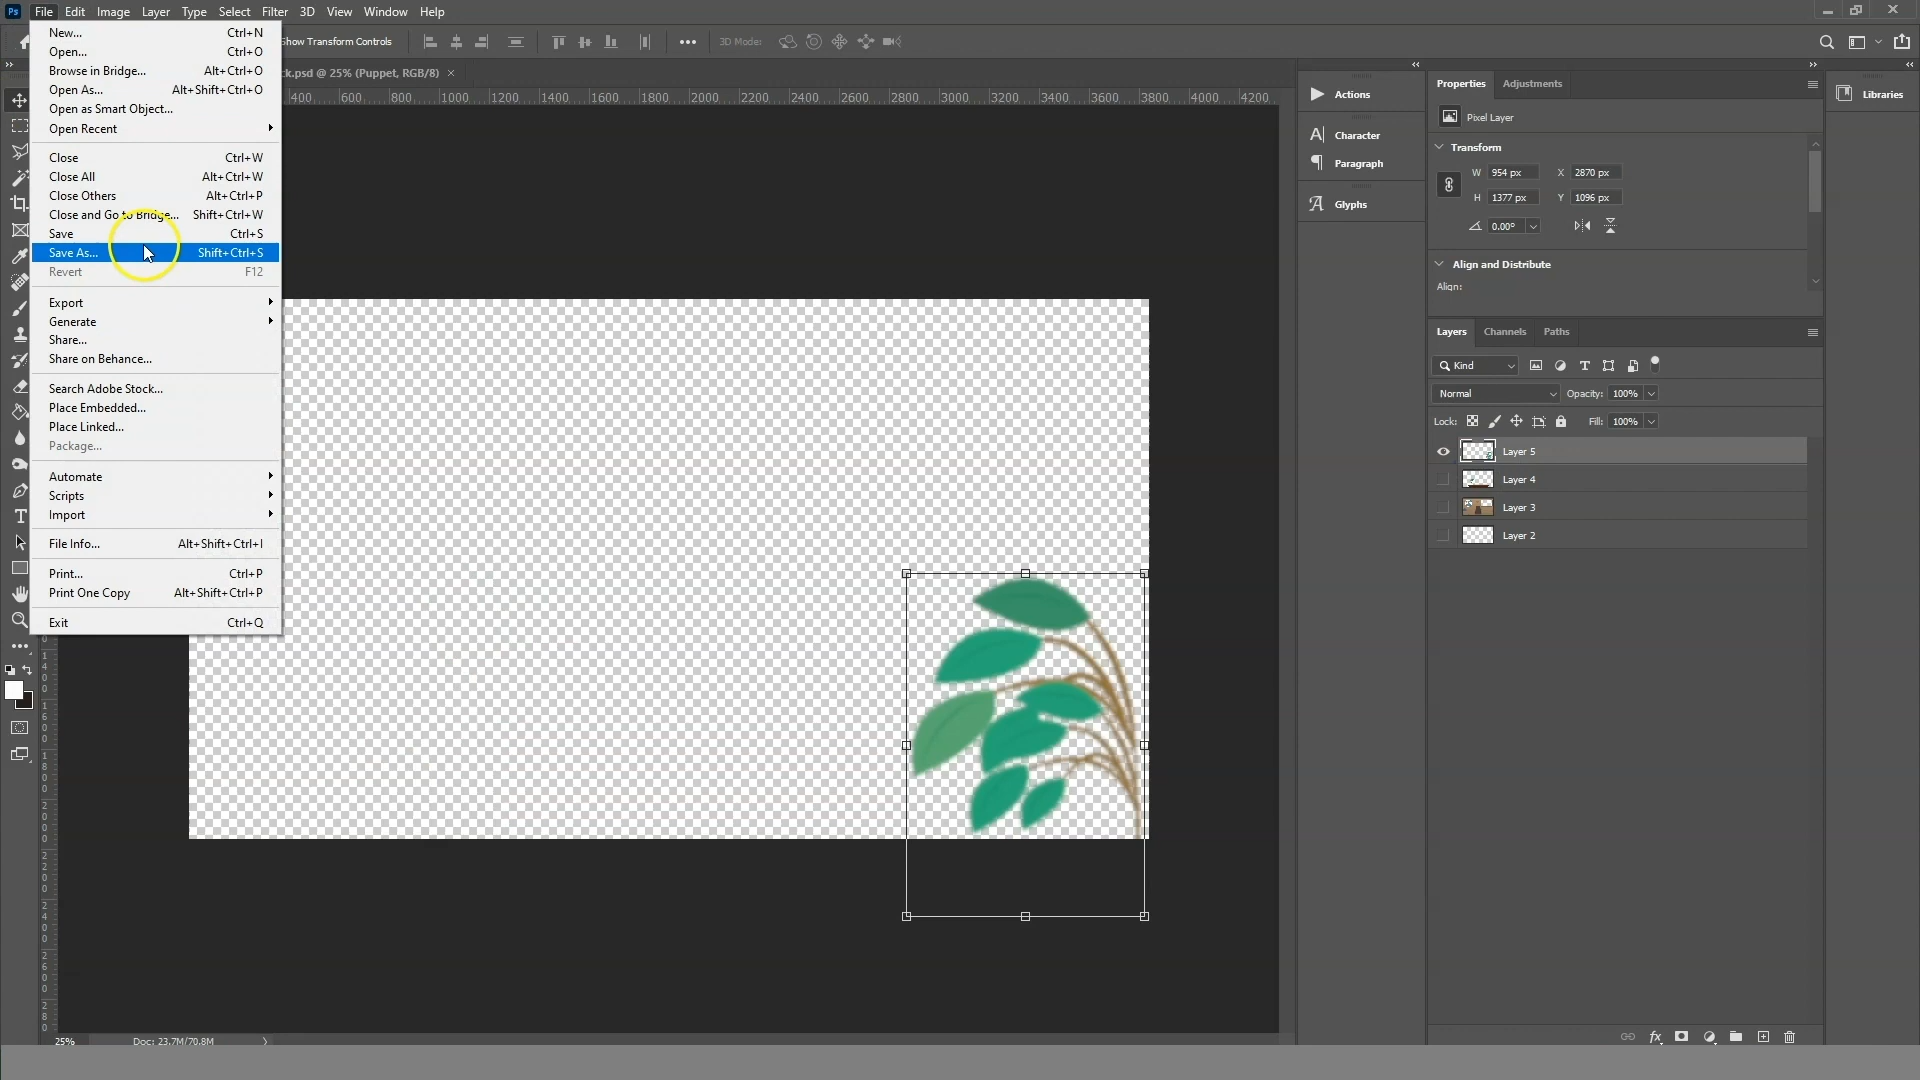 Ps File Edit Image Layer Type Select Filter 3D View Window Help
Show Transform Controls
3D Mode:
ck.psd @ 25% (Puppet, RGB/8)
400 600 800 1000 1200 1400 1600 1800 2000 2200 2400 2600 2800 3000 3200 3400 3600 3800 4000 4200
New... Ctrl+N
Open... Ctrl+O
Browse in Bridge... Alt+Ctrl+O
Open As... Alt+Shift+Ctrl+O
Open as Smart Object...
Open Recent
Close Ctrl+W
Close All Alt+Ctrl+W
Close Others Alt+Ctrl+P
Close and Go to Bridge... Shift+Ctrl+W
Save Ctrl+S
Save As... Shift+Ctrl+S
Revert F12
Export
Generate
Share...
Share on Behance...
Search Adobe Stock...
Place Embedded...
Place Linked...
Package...
Automate
Scripts
Import
File Info... Alt+Shift+Ctrl+I
Print... Ctrl+P
Print One Copy Alt+Shift+Ctrl+P
Exit Ctrl+Q
25% Doc: 23.7M/70.8M
Actions
Character
Paragraph
Glyphs
Properties Adjustments
Pixel Layer
Transform
W 954 px X 2870 px
H 1377 px Y 1096 px
0.00°
Align and Distribute
Align:
Layers Channels Paths
Kind
Normal Opacity: 100%
Lock: Fill: 100%
Layer 5
Layer 4
Layer 3
Layer 2
Libraries